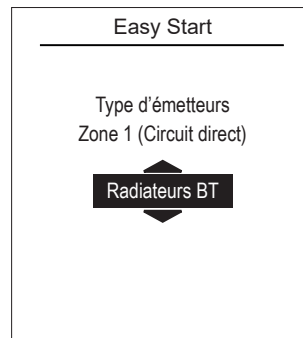 Easy Start
Type d’émetteurs
Zone 1 (Circuit direct)
Radiateurs BT